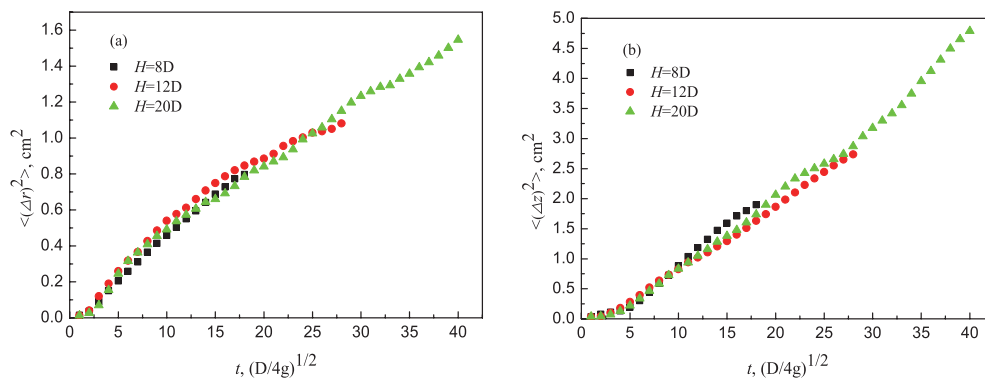 (a)
H=8D
H=12D
H=20D
1.6
1.4
1.2
1.0
0.8
0.6
0.4
0.2
0.0
0 5 10 15 20 25 30 35 40
<(Δr)²>, cm²
t, (D/4g)^1/2
(b)
H=8D
H=12D
H=20D
5.0
4.5
4.0
3.5
3.0
2.5
2.0
1.5
1.0
0.5
0.0
0 5 10 15 20 25 30 35 40
<(Δz)²>, cm²
t, (D/4g)^1/2